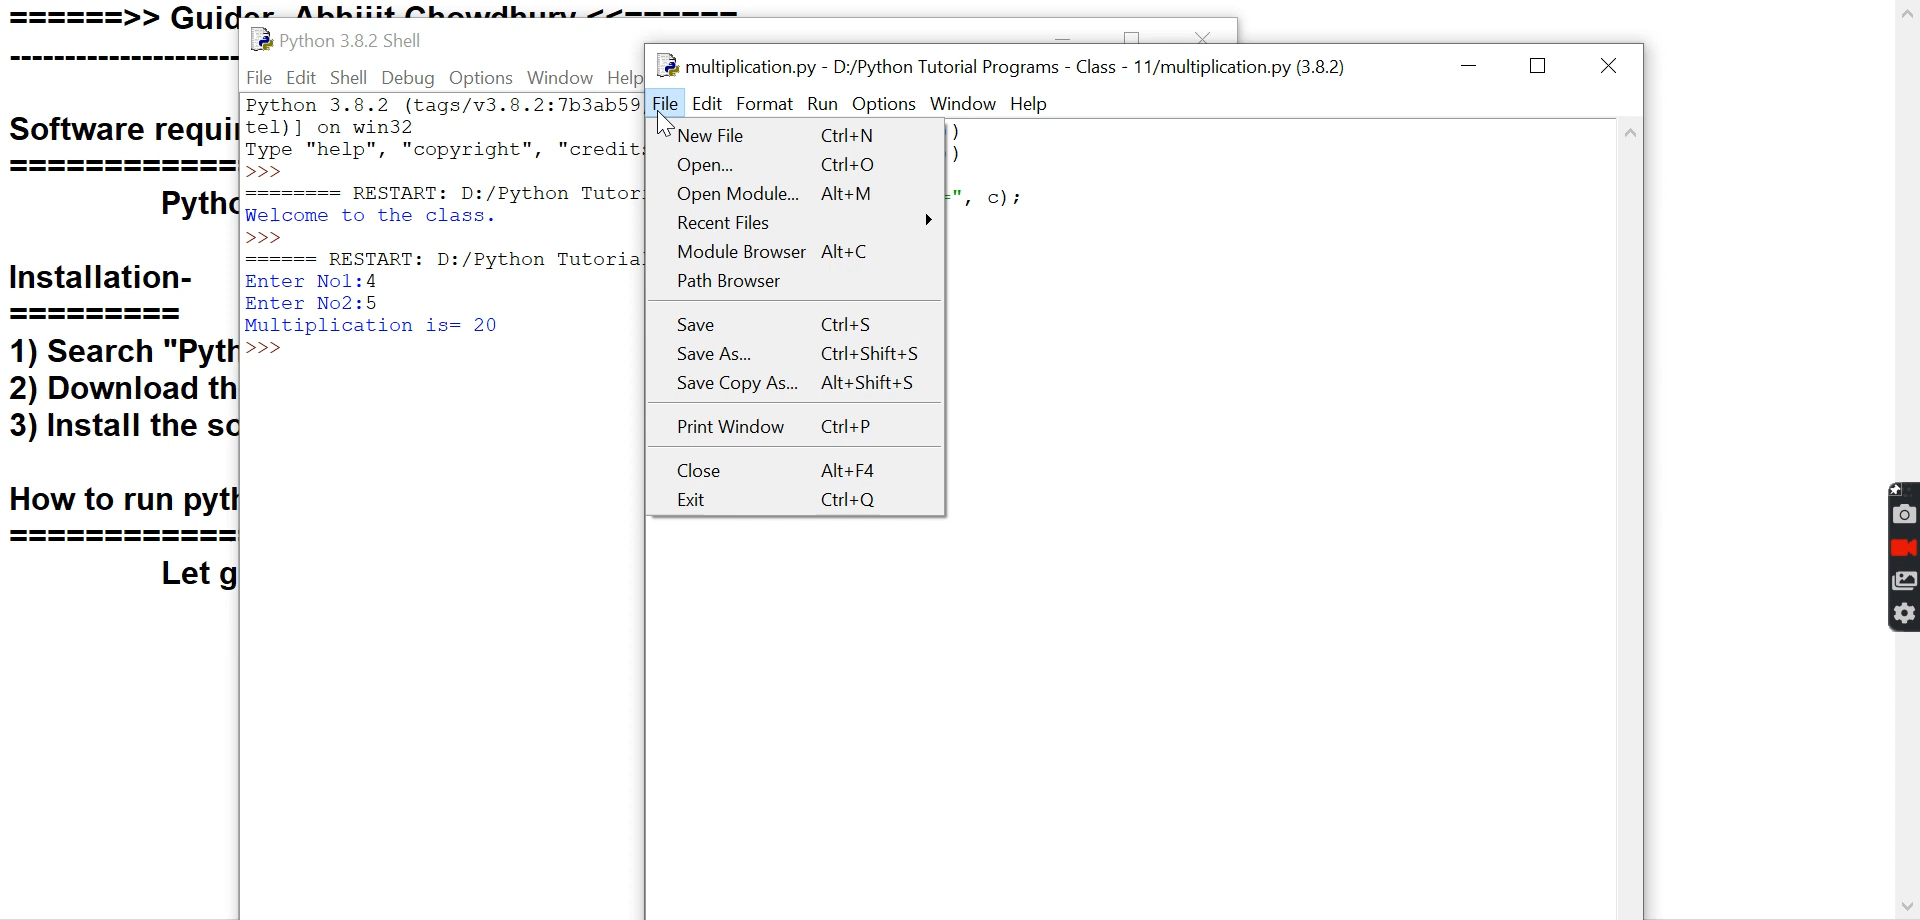 ======>> Guider Abhijit Chowdhury <<======
--------------------
Software requi
============
Pytho
Installation-
=========
1) Search "Pyth
2) Download th
3) Install the so
How to run pyth
============
Let g
Python 3.8.2 Shell
File Edit Shell Debug Options Window Help
Python 3.8.2 (tags/v3.8.2:7b3ab59
tel)] on win32
Type "help", "copyright", "credit
>>>
======== RESTART: D:/Python Tutor
Welcome to the class.
>>>
====== RESTART: D:/Python Tutoria
Enter No1:4
Enter No2:5
Multiplication is= 20
>>>
multiplication.py - D:/Python Tutorial Programs - Class - 11/multiplication.py (3.8.2)
File Edit Format Run Options Window Help
New File Ctrl+N
Open... Ctrl+O
Open Module... Alt+M
Recent Files
Module Browser Alt+C
Path Browser
Save Ctrl+S
Save As... Ctrl+Shift+S
Save Copy As... Alt+Shift+S
Print Window Ctrl+P
Close Alt+F4
Exit Ctrl+Q
))
))
=", c);